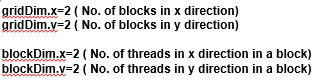 gridDim.x=2 ( No. of blocks in x direction)
gridDim.y=2 ( No. of blocks in y direction)
blockDim.x=2 ( No. of threads in x direction in a block)
blockDim.y=2 ( No. of threads in y direction in a block)